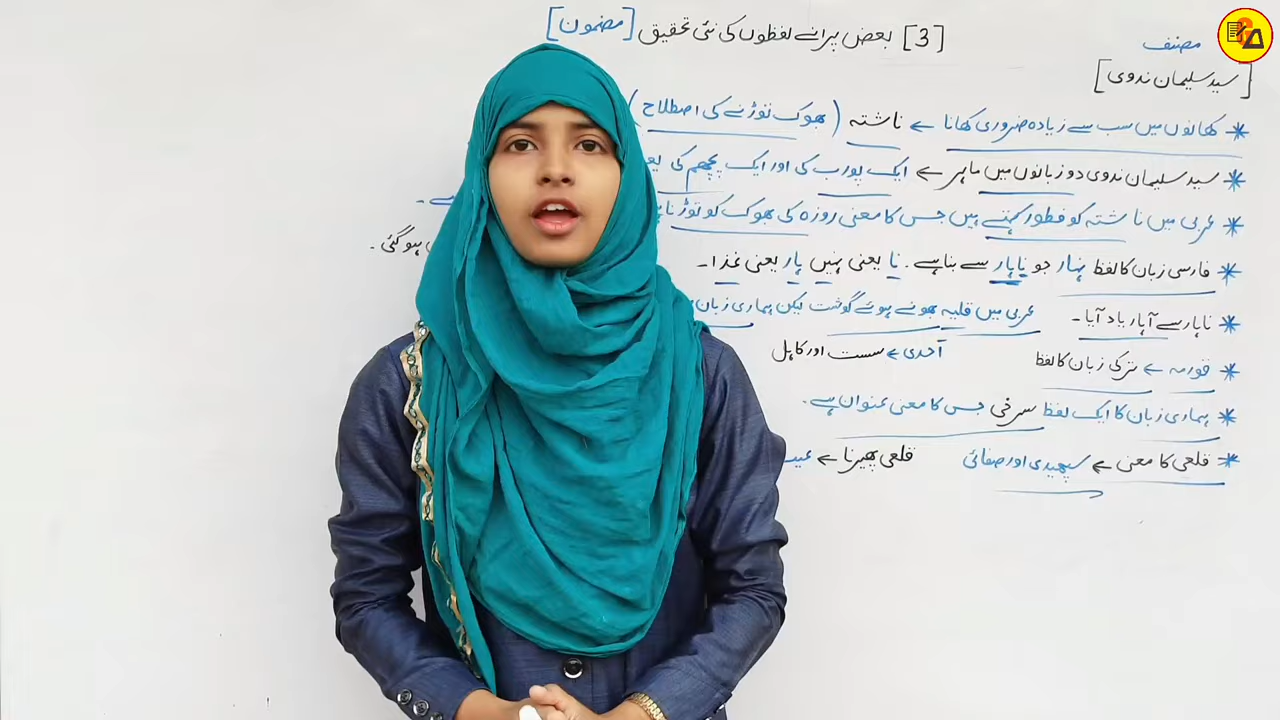 [3] بعض پرانے لفظوں کی نئی تحقیق [مضمون]
مصنف
[سید سلیمان ندوی]
* کھانوں میں سب سے زیادہ ضروری کھانا ← ناشتہ (بھوک توڑنے کی اصطلاح)
* سید سلیمان ندوی دو زبانوں میں ماہر ← ایک پورب کی اور ایک پچھم کی
* عربی میں ناشتہ کو فطور کہتے ہیں جس کا معنی روزہ کی بھوک کو توڑنا
* فارسی زبان کا لفظ نہار جو ناہار سے بنا ہے۔ نا یعنی نہیں ہار یعنی غذا۔ ہو گئی۔
* ناہار سے آہار یاد آیا۔ عربی میں قلیہ بھونے ہوئے گوشت لیکن ہماری زبان
* قورمہ ← ترکی زبان کا لفظ آحدی ← سست اور کاہل
* ہماری زبان کا ایک لفظ سرخی جس کا معنی عنوان ہے۔
* قلعی کا معنی ← سپیدی اور صفائی قلعی پھیرنا ←